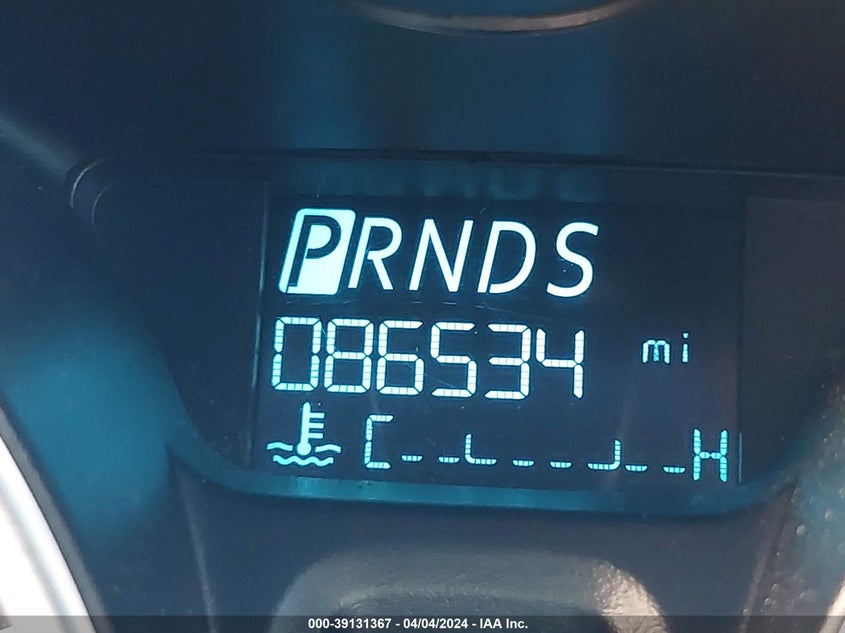 PRNDS
086534 mi
C H
000-39131367 - 04/04/2024 - IAA Inc.